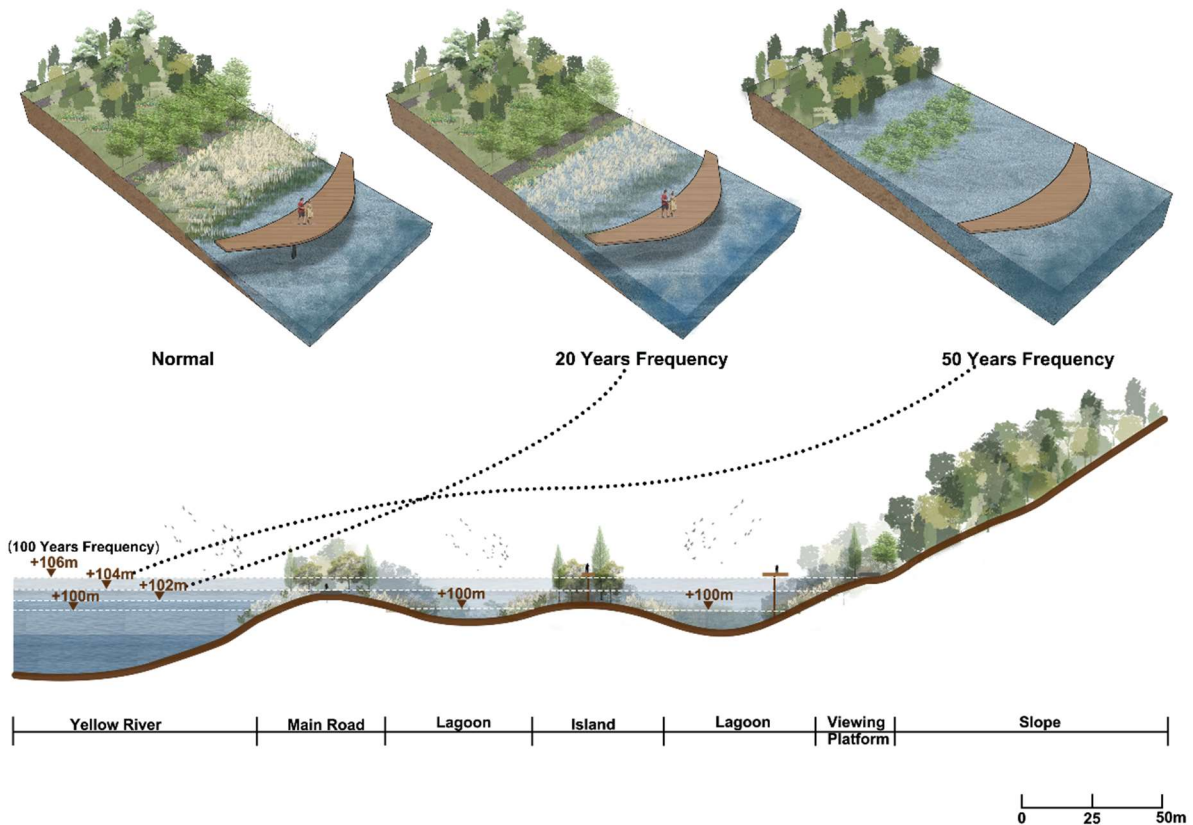 Normal
20 Years Frequency
50 Years Frequency
(100 Years Frequency)
+106m
+104m
+102m
+100m
+100m
+100m
Yellow River
Main Road
Lagoon
Island
Lagoon
Viewing
Platform
Slope
0 25 50m